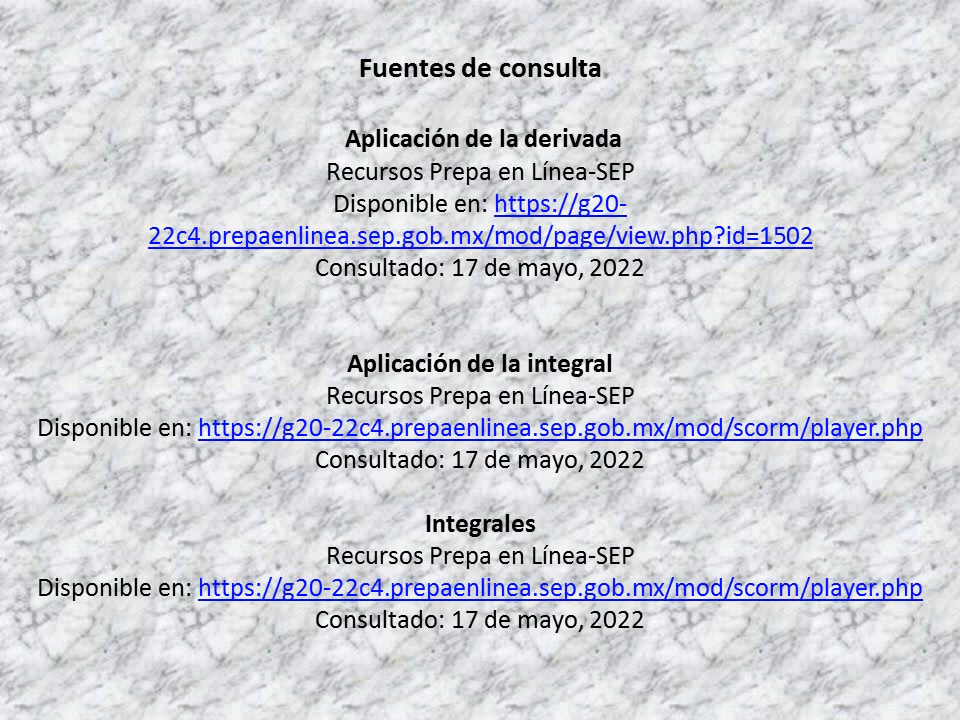 Fuentes de consulta
Aplicación de la derivada
Recursos Prepa en Línea-SEP
Disponible en: https://g20-
22c4.prepaenlinea.sep.gob.mx/mod/page/view.php?id=1502
Consultado: 17 de mayo, 2022
Aplicación de la integral
Recursos Prepa en Línea-SEP
Disponible en: https://g20-22c4.prepaenlinea.sep.gob.mx/mod/scorm/player.php
Consultado: 17 de mayo, 2022
Integrales
Recursos Prepa en Línea-SEP
Disponible en: https://g20-22c4.prepaenlinea.sep.gob.mx/mod/scorm/player.php
Consultado: 17 de mayo, 2022